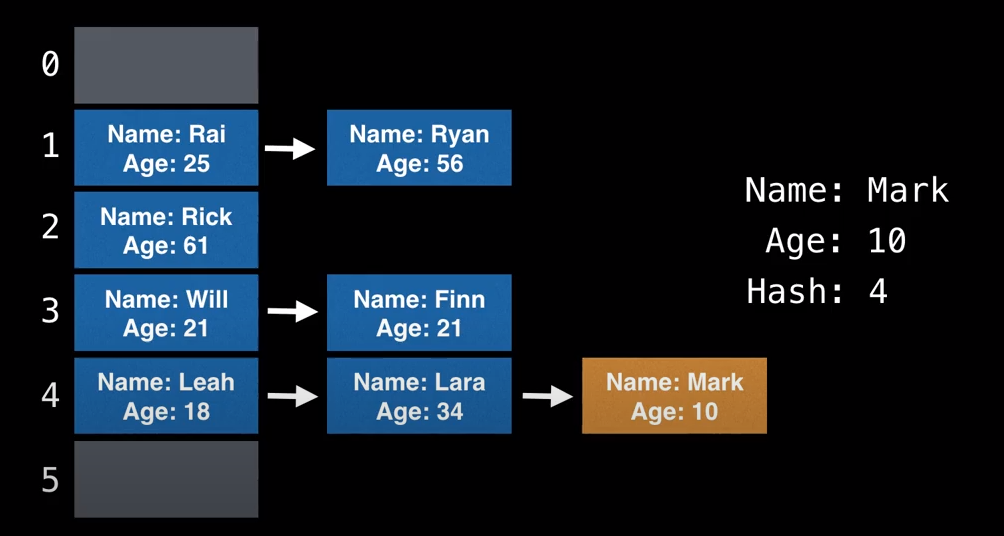 0
1
Name: Rai
Age: 25
Name: Ryan
Age: 56
2
Name: Rick
Age: 61
3
Name: Will
Age: 21
Name: Finn
Age: 21
4
Name: Leah
Age: 18
Name: Lara
Age: 34
Name: Mark
Age: 10
5
Name: Mark
Age: 10
Hash: 4